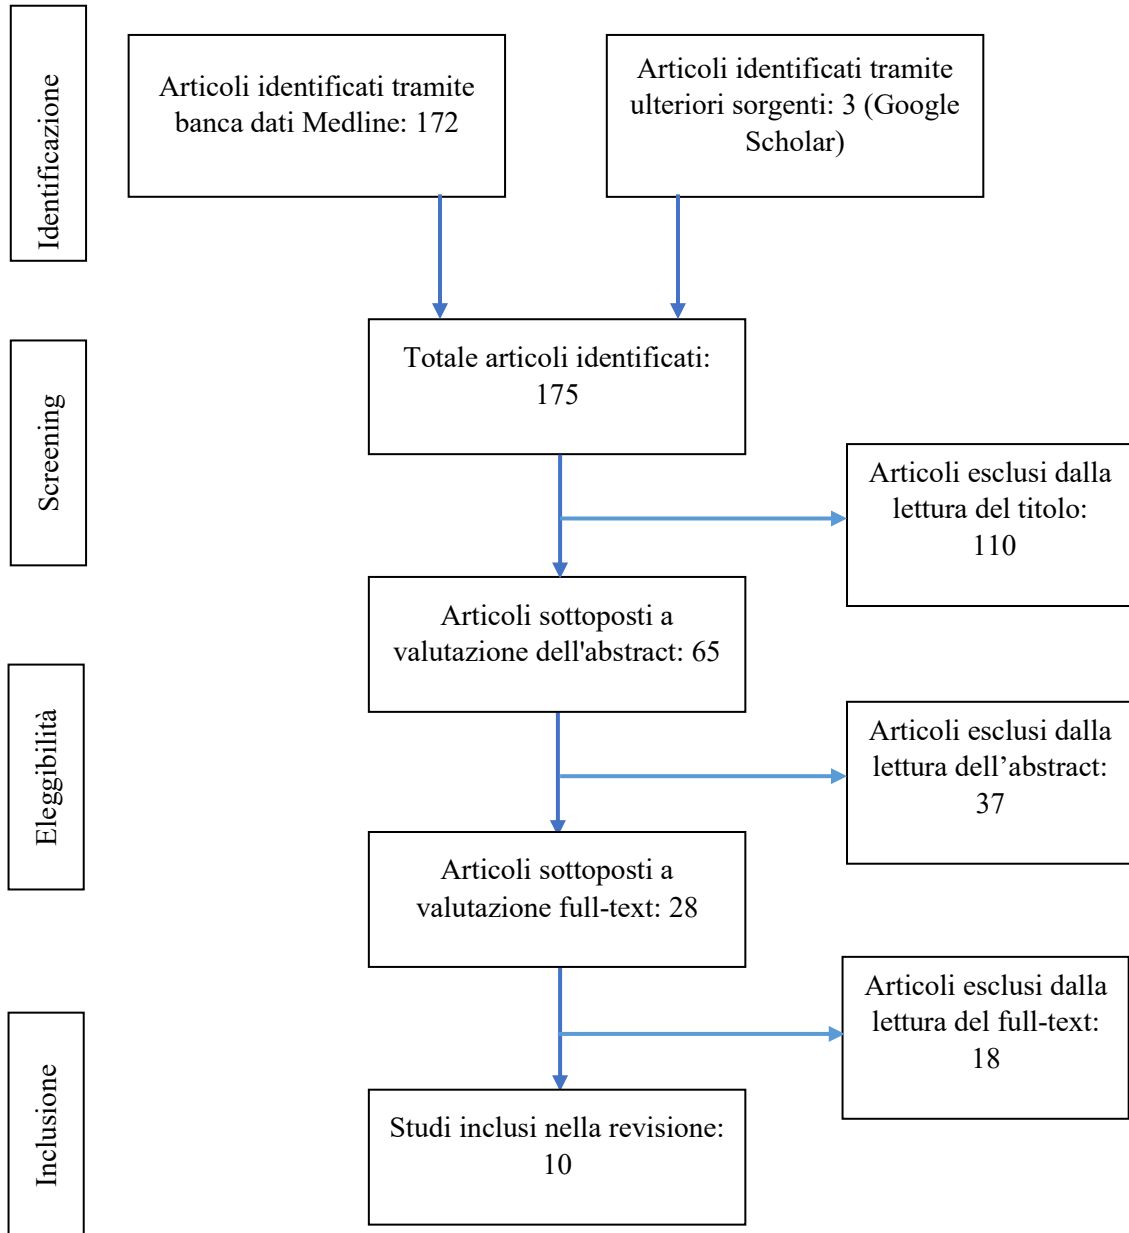 Identificazione
Articoli identificati tramite
banca dati Medline: 172
Articoli identificati tramite
ulteriori sorgenti: 3 (Google
Scholar)
Screening
Totale articoli identificati:
175
Articoli esclusi dalla
lettura del titolo:
110
Articoli sottoposti a
valutazione dell'abstract: 65
Eleggibilità
Articoli esclusi dalla
lettura dell’abstract:
37
Articoli sottoposti a
valutazione full-text: 28
Articoli esclusi dalla
lettura del full-text:
18
Inclusione
Studi inclusi nella revisione:
10